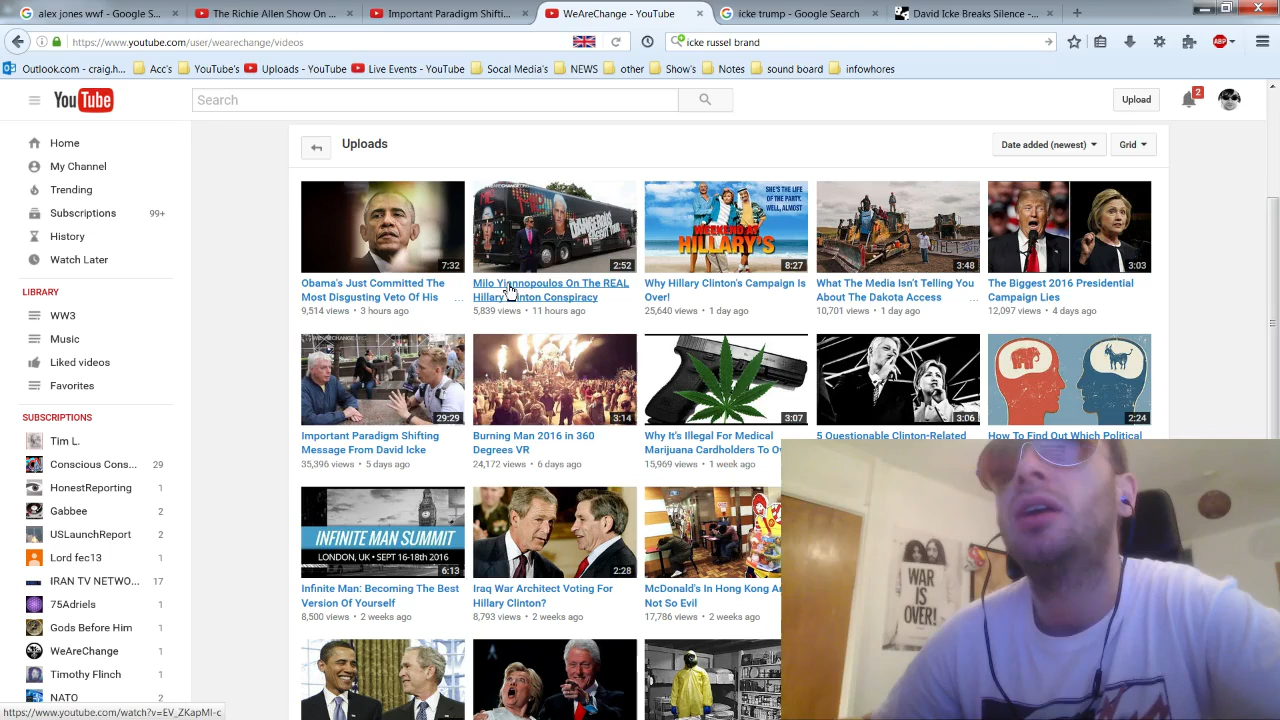 alex jones wwf - Google S...
The Richie Allen Show On ...
Important Paradigm Shifti...
WeAreChange - YouTube
icke trump - Google Search
David Icke Breaks Silence -...
https://www.youtube.com/user/wearechange/videos
icke russel brand
ABP
Outlook.com - craig.h...
Acc's
YouTube's
Uploads - YouTube
Live Events - YouTube
Socal Media's
NEWS
other
Show's
Notes
sound board
infowhores
YouTube
Search
Upload
2
Home
My Channel
Trending
Subscriptions 99+
History
Watch Later
LIBRARY
WW3
Music
Liked videos
Favorites
SUBSCRIPTIONS
Tim L.
Conscious Cons... 29
HonestReporting 1
Gabbee 2
USLaunchReport 2
Lord fec13 1
IRAN TV NETWO... 17
75Adriels 1
Gods Before Him 1
WeAreChange 1
Timothy Flinch 1
NATO 2
https://www.youtube.com/watch?v=EV_ZKapMI-c
Uploads
Date added (newest)
Grid
7:32
Obama's Just Committed The
Most Disgusting Veto Of His ...
9,514 views • 3 hours ago
DANGEROUS
2:52
Milo Yiannopoulos On The REAL
Hillary Clinton Conspiracy
5,839 views • 11 hours ago
SHE'S THE LIFE
OF THE PARTY.
WELL, ALMOST
WEEKEND AT
HILLARY'S
8:27
Why Hillary Clinton's Campaign Is
Over!
25,640 views • 1 day ago
3:48
What The Media Isn't Telling You
About The Dakota Access ...
10,701 views • 1 day ago
3:03
The Biggest 2016 Presidential
Campaign Lies
12,097 views • 4 days ago
29:29
Important Paradigm Shifting
Message From David Icke
35,396 views • 5 days ago
3:14
Burning Man 2016 in 360
Degrees VR
24,172 views • 6 days ago
3:07
Why It's Illegal For Medical
Marijuana Cardholders To
15,969 views • 1 week ago
3:06
5 Questionable Clinton-Related
2:24
How To Find Out Which Political
INFINITE MAN SUMMIT
LONDON, UK • SEPT 16-18th 2016
6:13
Infinite Man: Becoming The Best
Version Of Yourself
8,500 views • 2 weeks ago
2:28
Iraq War Architect Voting For
Hillary Clinton?
8,793 views • 2 weeks ago
McDonald's In Hong Kong
Not So Evil
17,786 views • 2 weeks ago
WAR
IS
OVER!